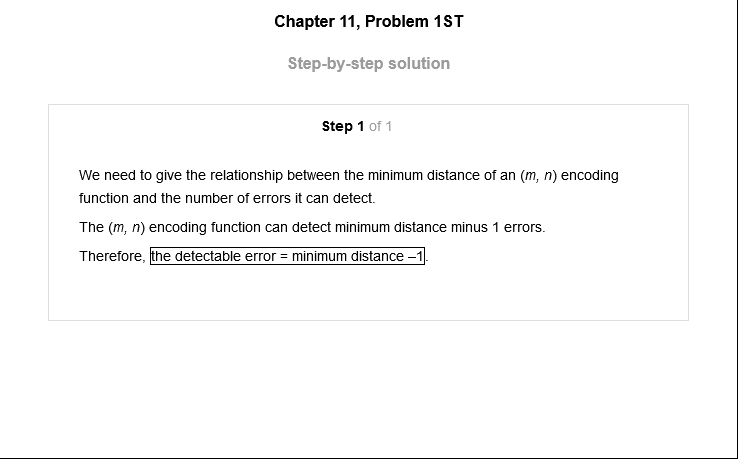 Chapter 11, Problem 1ST
Step-by-step solution
Step 1 of 1
We need to give the relationship between the minimum distance of an (m, n) encoding
function and the number of errors it can detect.
The (m, n) encoding function can detect minimum distance minus 1 errors.
Therefore, the detectable error = minimum distance –1.